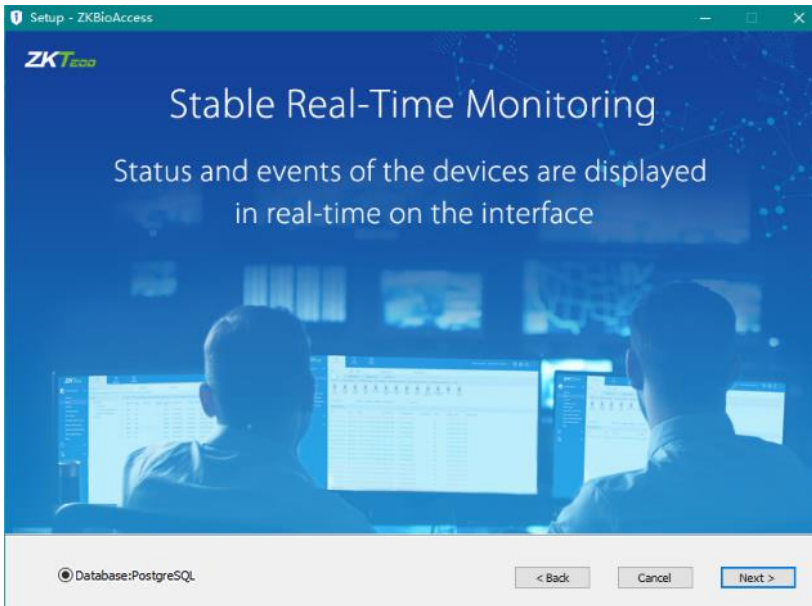 Setup - ZKBioAccess
ZKTeco
Stable Real-Time Monitoring
Status and events of the devices are displayed
in real-time on the interface
Database:PostgreSQL
< Back
Cancel
Next >